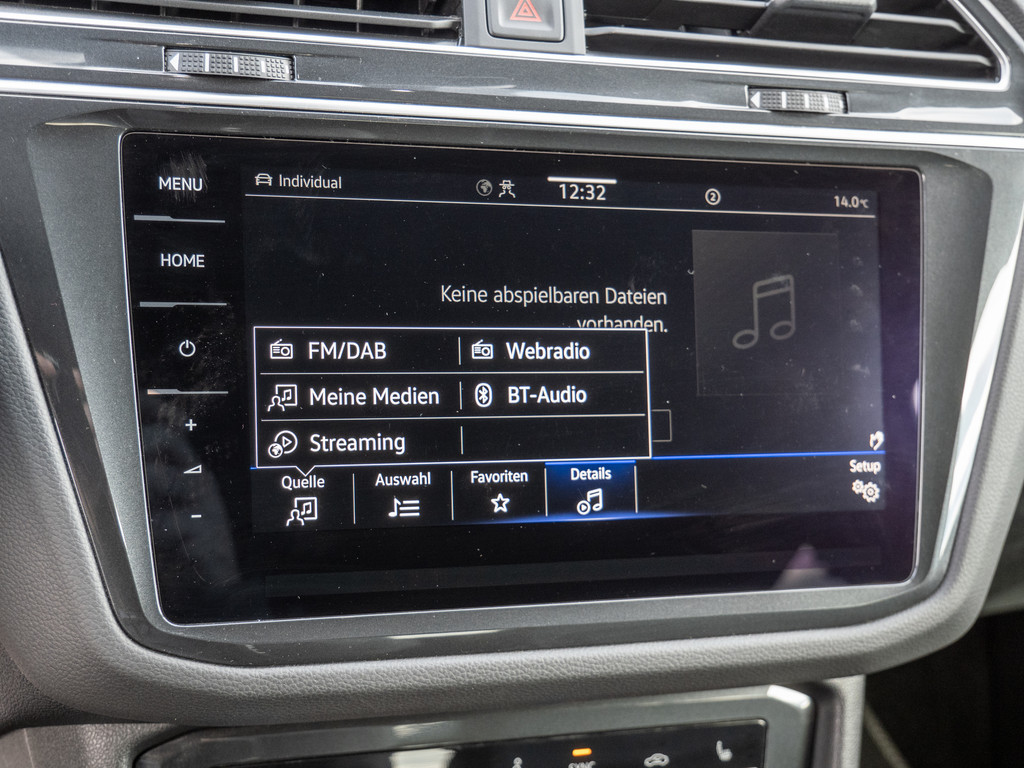 MENU
Individual
12:32
2
14.0°C
HOME
Keine abspielbaren Dateien
vorhanden.
FM/DAB
Webradio
Meine Medien
BT-Audio
Streaming
+
-
Quelle
Auswahl
Favoriten
Details
Setup
SYNC